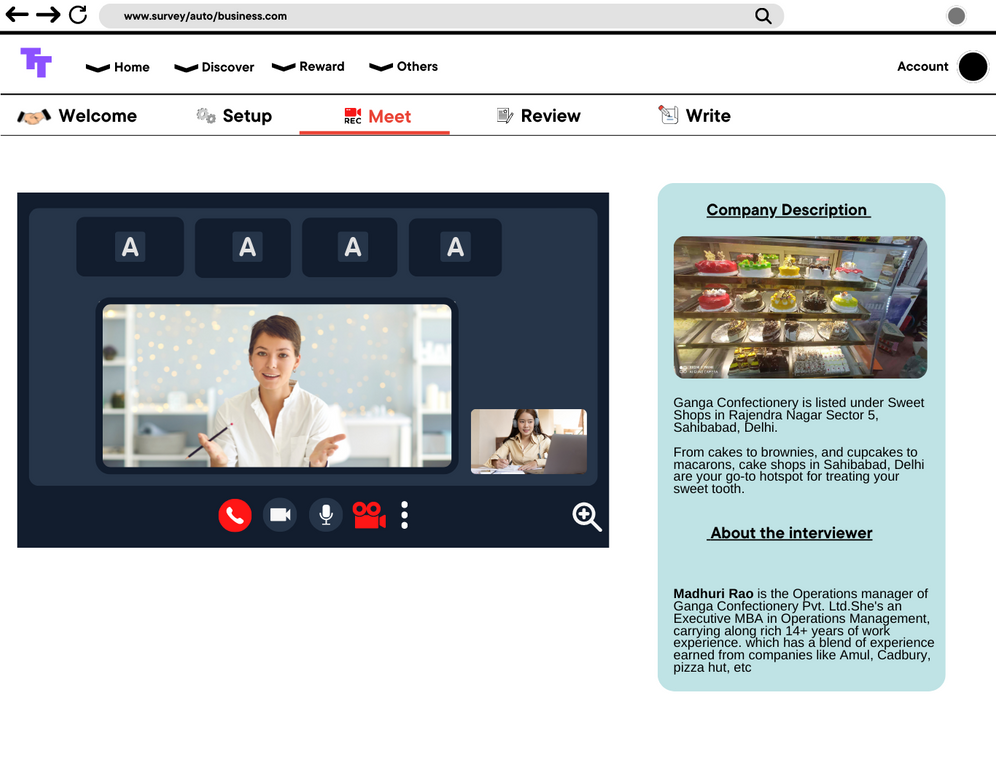 www.survey/auto/business.com
TT
Home
Discover
Reward
Others
Account
Welcome
Setup
REC
Meet
Review
Write
A
A
A
A
Company Description
Ganga Confectionery is listed under Sweet
Shops in Rajendra Nagar Sector 5,
Sahibabad, Delhi.
From cakes to brownies, and cupcakes to
macarons, cake shops in Sahibabad, Delhi
are your go-to hotspot for treating your
sweet tooth.
About the interviewer
Madhuri Rao is the Operations manager of
Ganga Confectionery Pvt. Ltd.She's an
Executive MBA in Operations Management,
carrying along rich 14+ years of work
experience. which has a blend of experience
earned from companies like Amul, Cadbury,
pizza hut, etc